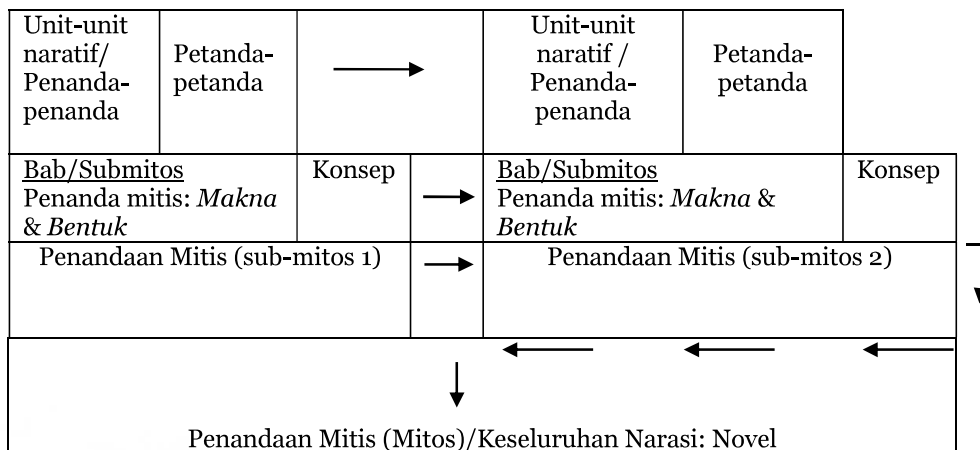 Unit-unit
naratif/
Penanda-
penanda
Petanda-
petanda
Unit-unit
naratif /
Penanda-
penanda
Petanda-
petanda
Bab/Submitos
Penanda mitis: Makna
& Bentuk
Konsep
Bab/Submitos
Penanda mitis: Makna &
Bentuk
Konsep
Penandaan Mitis (sub-mitos 1)
Penandaan Mitis (sub-mitos 2)
Penandaan Mitis (Mitos)/Keseluruhan Narasi: Novel